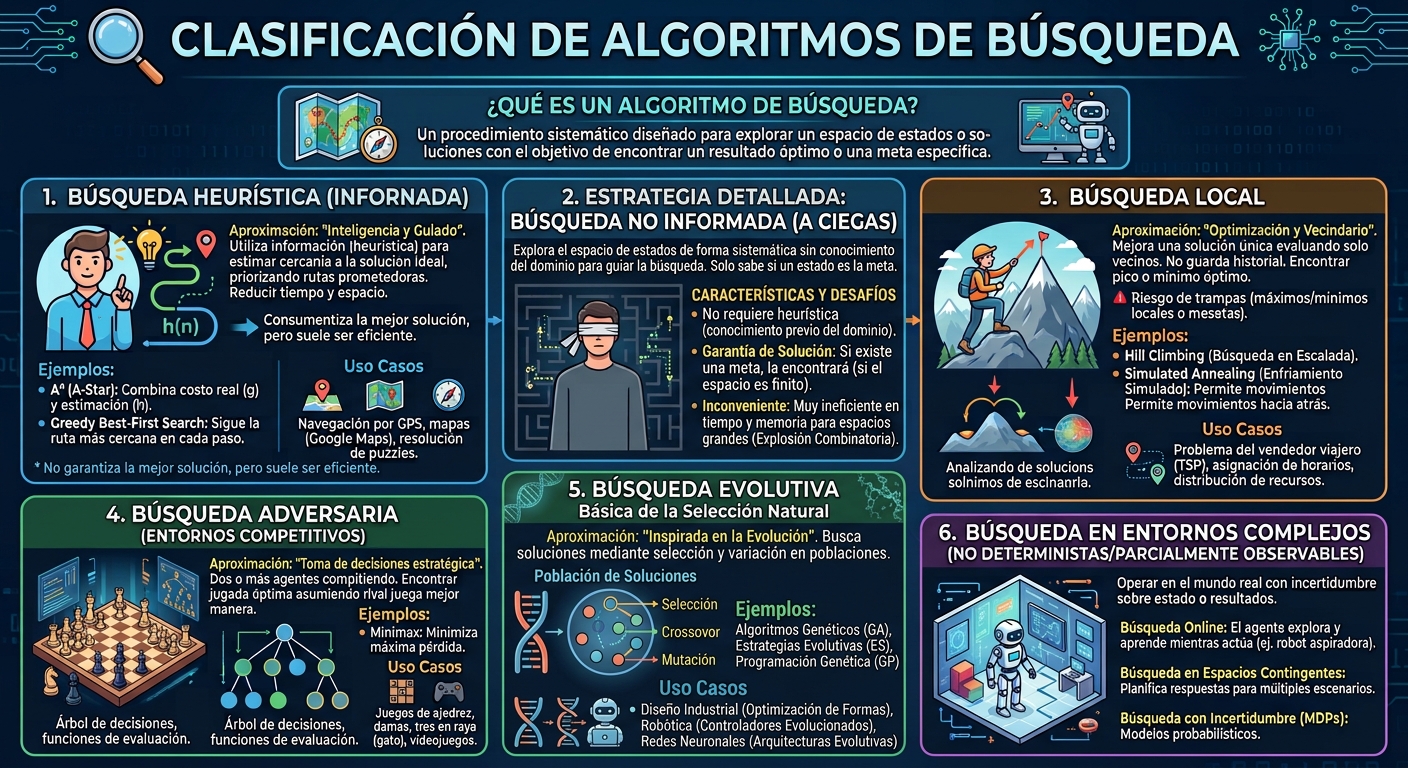 CLASIFICACIÓN DE ALGORITMOS DE BÚSQUEDA
¿QUÉ ES UN ALGORITMO DE BÚSQUEDA?
Un procedimiento sistemático diseñado para explorar un espacio de estados o so-
luciones con el objetivo de encontrar un resultado óptimo o una meta especifica.
1. BÚSQUEDA HEURÍSTICA (INFORNADA)
Aproximsción: "Inteligencia y Gulado".
Utiliza información (heuristica) para
estimar cercania a la solucion ideal,
priorizando rutas prometedoras.
Reducir tiempo y espacio.
h(n)
Consumentiza la mejor solución,
pero suele ser eficiente.
Ejemplos:
• A* (A-Star): Combina costo real (g)
y estimación (h).
• Greedy Best-First Search: Sigue la
ruta más cercana en cada paso.
Uso Casos
Navegación por GPS, mapas
(Google Maps), resolución
de puzzies.
* No garantiza la mejor solución, pero suele ser eficiente.
2. ESTRATEGIA DETALLADA:
BÚSQUEDA NO INFORMADA (A CIEGAS)
Explora el espacio de estados de forma sistemática sin conocimiento
del dominio para guiar la búsqueda. Solo sabe si un estado es la meta.
CARACTERÍSTICAS Y DESAFÍOS
• No requiere heurística
(conocimiento previo del dominio).
• Garantía de Solución: Si existe
una meta, la encontrará (si el
espacio es finito).
• Inconveniente: Muy ineficiente en
tiempo y memoria para espacios
grandes (Explosión Combinatoria).
3. BÚSQUEDA LOCAL
Aproximación: "Optimización y Vecindario".
Mejora una solución única evaluando solo
vecinos. No guarda historial. Encontrar
pico o mínimo óptimo.
Riesgo de trampas (máximos/minimos
locales o mesetas).
Ejemplos:
• Hill Climbing (Búsqueda en Escalada).
• Simulated Annealing (Enfriamiento
Simulado): Permite movimientos
Permite movimientos hacia atrás.
Analizando de solucions
solnimos de escinanrla.
Uso Casos
Problema del vendedor viajero
(TSP), asignación de horarios,
distribución de recursos.
4. BÚSQUEDA ADVERSARIA
(ENTORNOS COMPETITIVOS)
Aproximación: "Toma de decisiones estratégica".
Dos o más agentes compitiendo. Encontrar
jugada óptima asumiendo rlval juega mejor
manera.
Ejemplos:
• Minimax: Minimiza
máxima pérdida.
Uso Casos
Juegos de ajedrez,
damas, tres en raya
(gato), videojuegos.
Árbol de decisiones,
funciones de evaluación.
Árbol de decisiones,
funciones de evaluación.
5. BÚSQUEDA EVOLUTIVA
Básica de la Selección Natural
Aproximación: "Inspirada en la Evolución". Busca
soluciones mediante selección y variación en poblaciones.
Población de Soluciones
Selección
Crossovor
Mutación
Ejemplos:
Algoritmos Genéticos (GA),
Estrategias Evolutivas (ES),
Programación Genética (GP)
Uso Casos
• Diseño Industrial (Optimización de Formas),
Robótica (Controladores Evolucionados),
Redes Neuronales (Arquitecturas Evolutivas)
6. BÚSQUEDA EN ENTORNOS COMPLEJOS
(NO DETERMINISTAS/PARCIALMENTE OBSERVABLES)
Operar en el mundo real con incertidumbre
sobre estado o resultados.
Búsqueda Online: El agente explora y
aprende mientras actúa (ej. robot aspiradora).
Búsqueda en Espacios Contingentes:
Planifica respuestas para múltiples escenarios.
Búsqueda con Incertidumbre (MDPs):
Modelos probabilísticos.